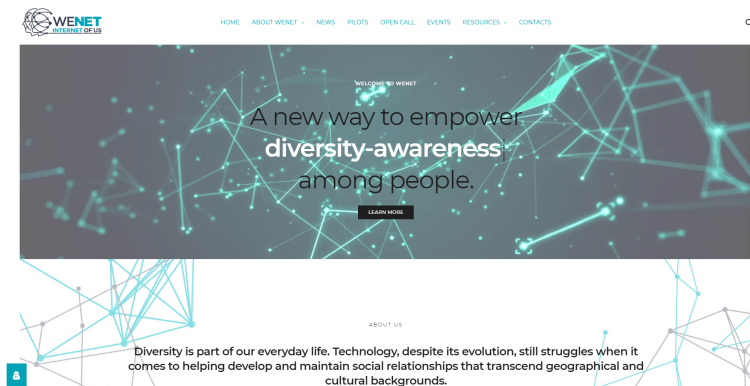 WENET
INTERNET OF US
HOME ABOUT WENET NEWS PILOTS OPEN CALL EVENTS RESOURCES CONTACTS
WELCOME TO WENET
A new way to empower
diversity-awareness
among people.
LEARN MORE
ABOUT US
Diversity is part of our everyday life. Technology, despite its evolution, still struggles when it
comes to helping develop and maintain social relationships that transcend geographical and
cultural backgrounds.